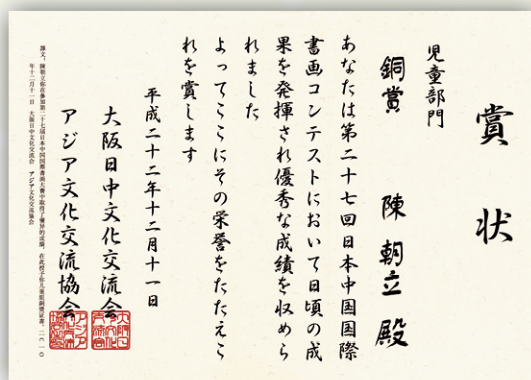 賞状
児童部門
銅賞 陳朝立殿
あなたは第二十七回日本中国国際
書画コンテストにおいて日頃の成
果を発揮され優秀な成績を収めら
れました
よってここにその栄誉をたたえこ
れを賞します
平成二十二年十二月十一日
大阪日中文化交流会
アジア文化交流協会